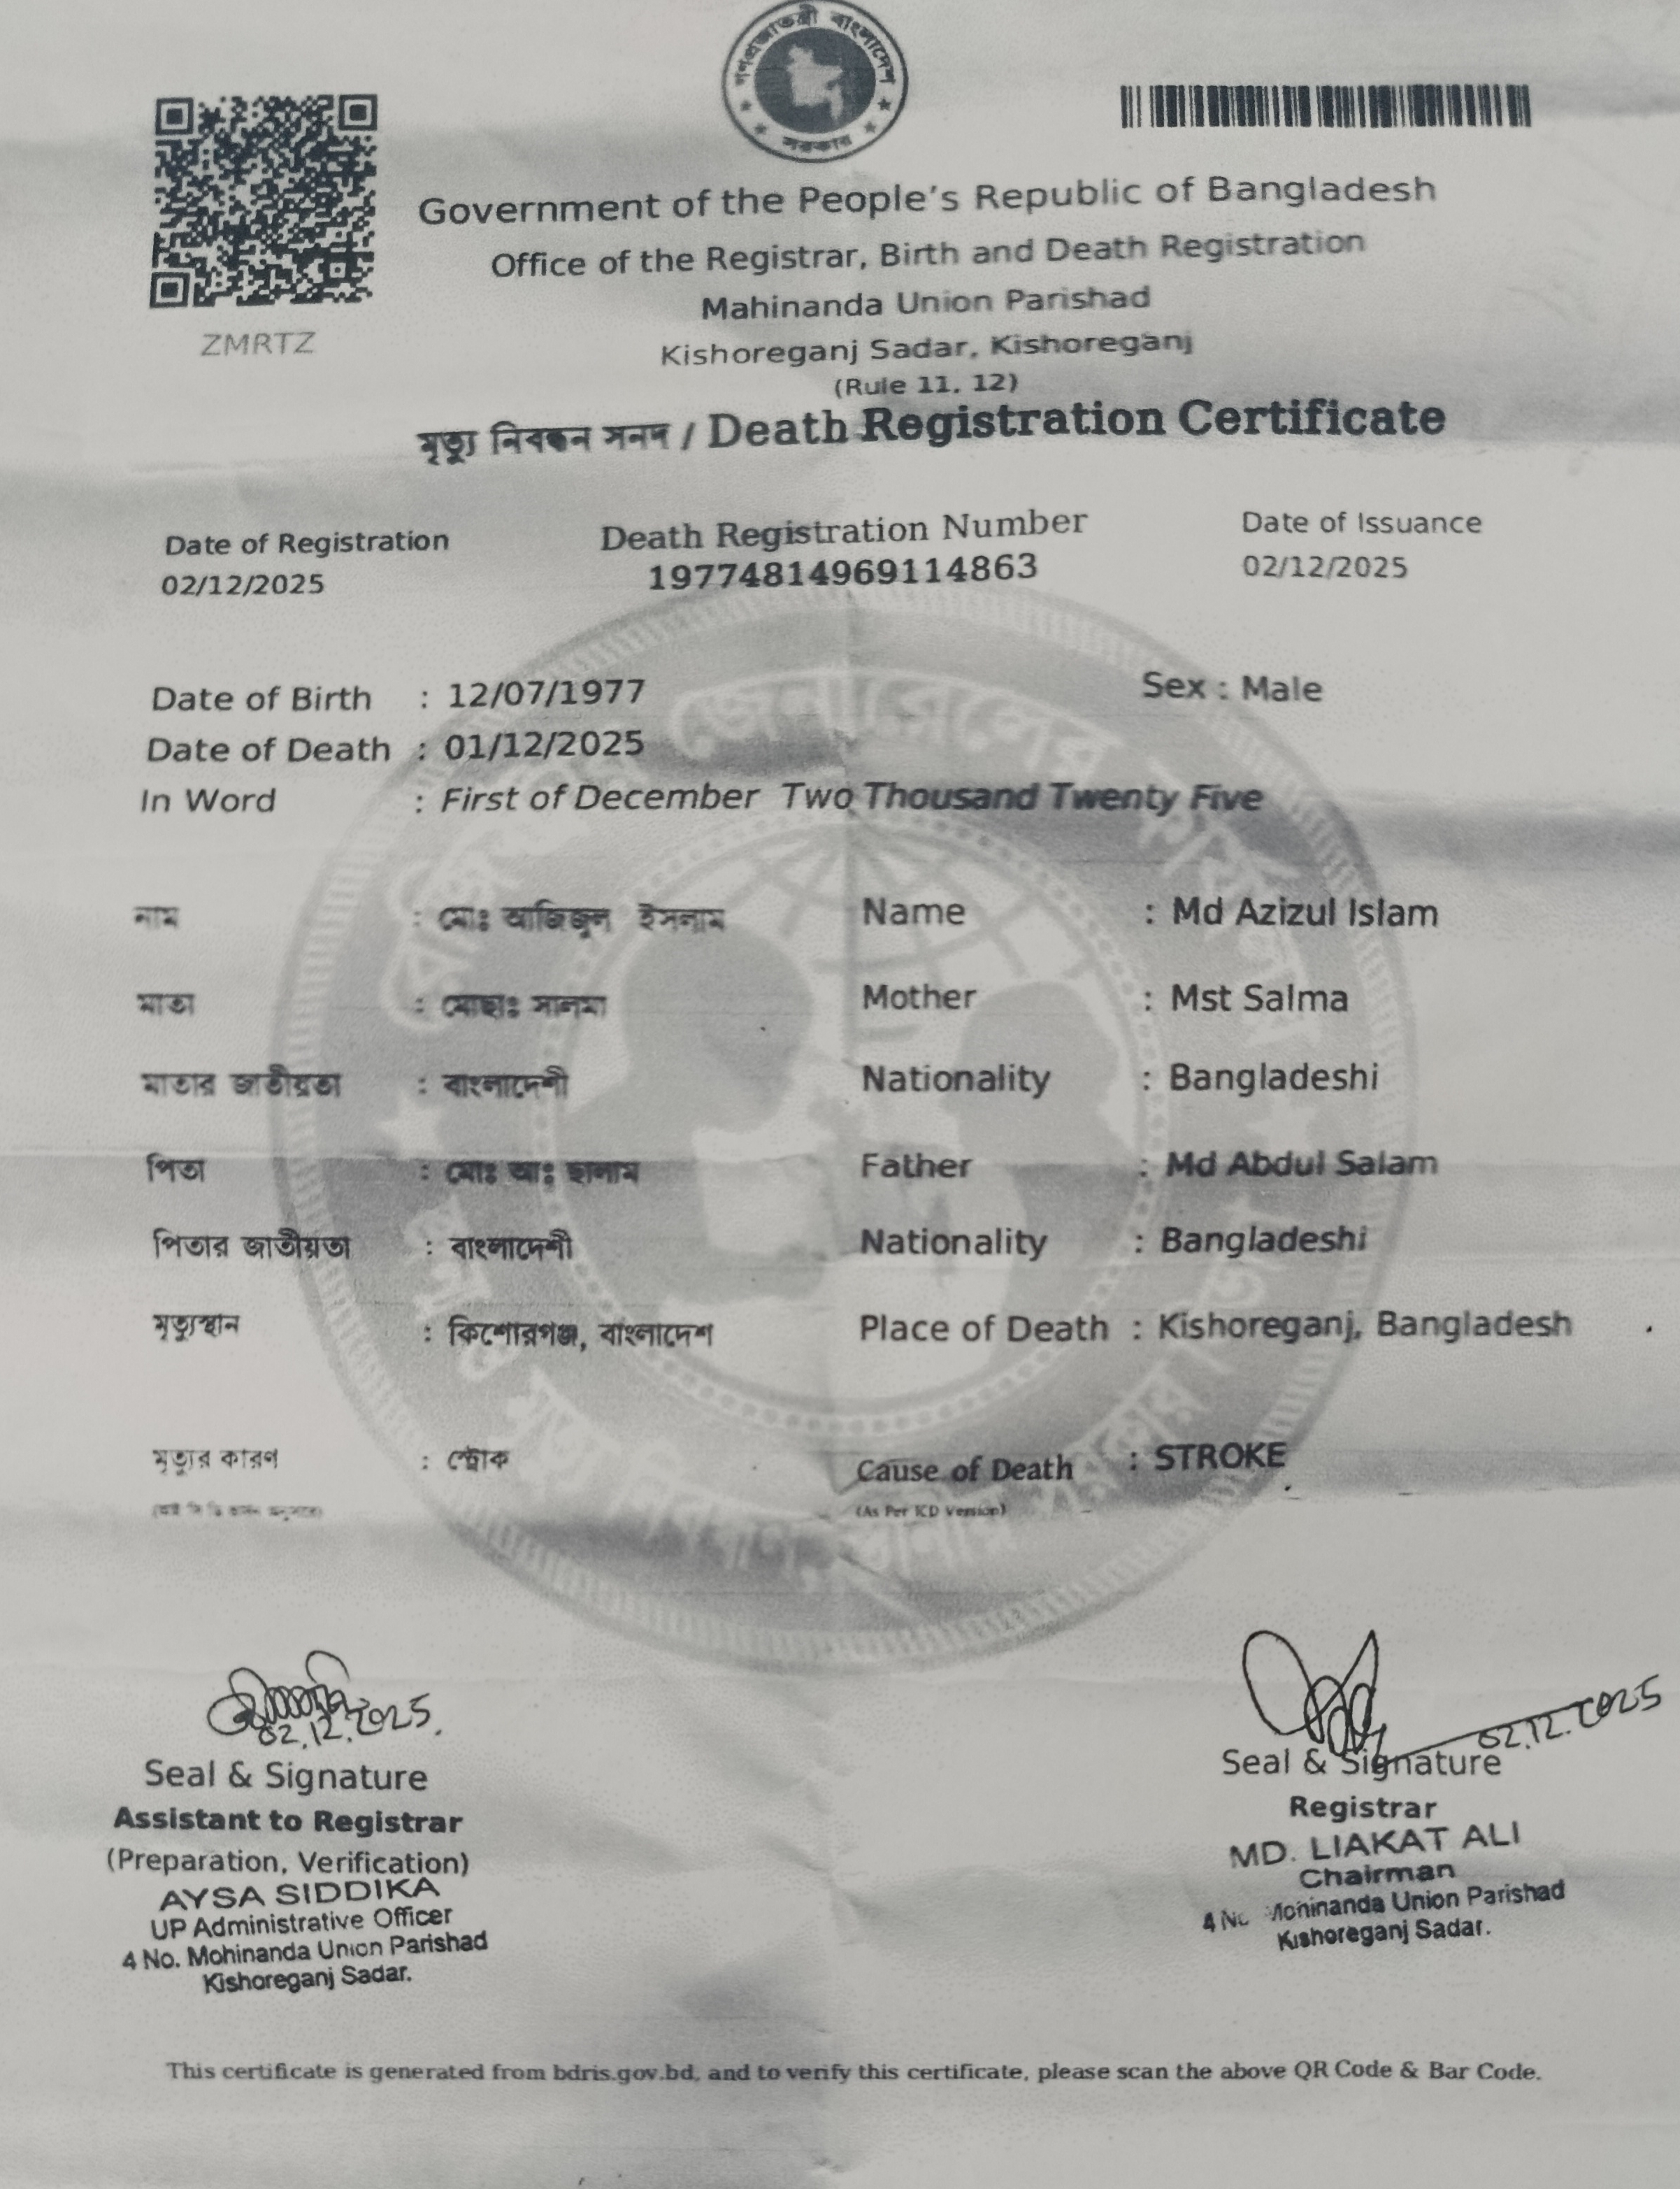 গণপ্রজাতন্ত্রী বাংলাদেশ
সরকার
ZMRTZ
Government of the People's Republic of Bangladesh
Office of the Registrar, Birth and Death Registration
Mahinanda Union Parishad
Kishoreganj Sadar, Kishoreganj
(Rule 11, 12)
মৃত্যু নিবন্ধন সনদ / Death Registration Certificate
Date of Registration Death Registration Number Date of Issuance
02/12/2025 19774814969114863 02/12/2025
Date of Birth : 12/07/1977 Sex : Male
Date of Death : 01/12/2025
In Word : First of December Two Thousand Twenty Five
নাম : মোঃ আজিজুল ইসলাম Name : Md Azizul Islam
মাতা : মোছাঃ সালমা Mother : Mst Salma
মাতার জাতীয়তা : বাংলাদেশী Nationality : Bangladeshi
পিতা : মোঃ আঃ ছালাম Father : Md Abdul Salam
পিতার জাতীয়তা : বাংলাদেশী Nationality : Bangladeshi
মৃত্যুস্থান : কিশোরগঞ্জ, বাংলাদেশ Place of Death : Kishoreganj, Bangladesh
মৃত্যুর কারণ : স্ট্রোক Cause of Death : STROKE
(As Per ICD Version)
02.12.2025. 02.12.2025
Seal & Signature Seal & Signature
Assistant to Registrar Registrar
(Preparation, Verification) MD. LIAKAT ALI
AYSA SIDDIKA Chairman
UP Administrative Officer 4 No. Mohinanda Union Parishad
4 No. Mohinanda Union Parishad Kishoreganj Sadar.
Kishoreganj Sadar.
This certificate is generated from bdris.gov.bd, and to verify this certificate, please scan the above QR Code & Bar Code.